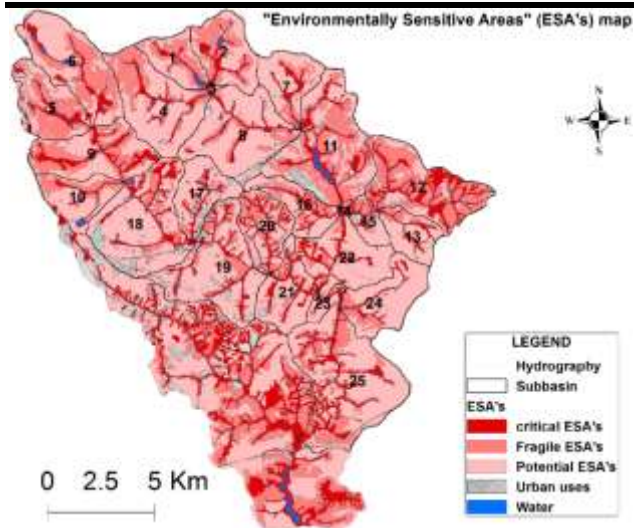 "Environmentally Sensitive Areas" (ESA's) map
N
W E
S
6
1
2
3
7
5
4
8
11
9
12
10
17
16
14
15
18
20
13
19
22
21
23
24
25
LEGEND
Hydrography
Subbasin
ESA's
critical ESA's
Fragile ESA's
Potential ESA's
Urban uses
Water
0 2.5 5 Km